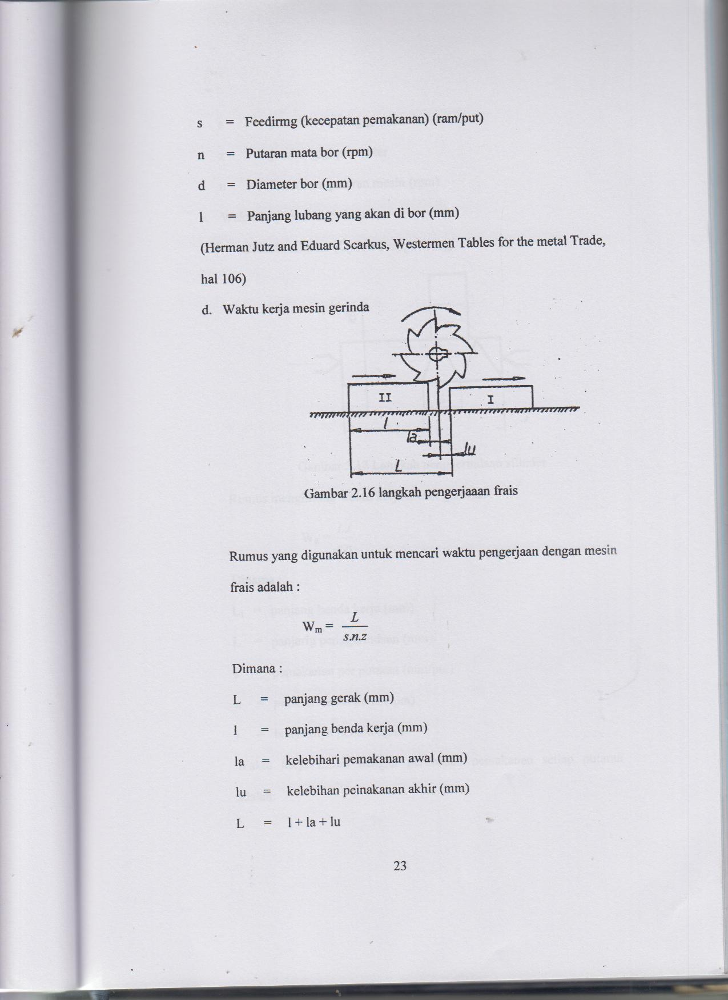 s = Feedirmg (kecepatan pemakanan) (ram/put)
n = Putaran mata bor (rpm)
d = Diameter bor (mm)
l = Panjang lubang yang akan di bor (mm)
(Herman Jutz and Eduard Scarkus, Westermen Tables for the metal Trade,
hal 106)
d. Waktu kerja mesin gerinda
II
I
l
la
lu
L
Gambar 2.16 langkah pengerjaaan frais
Rumus yang digunakan untuk mencari waktu pengerjaan dengan mesin
frais adalah :
Wm = L / s.n.z
Dimana :
L = panjang gerak (mm)
l = panjang benda kerja (mm)
la = kelebihari pemakanan awal (mm)
lu = kelebihan peinakanan akhir (mm)
L = l + la + lu
23